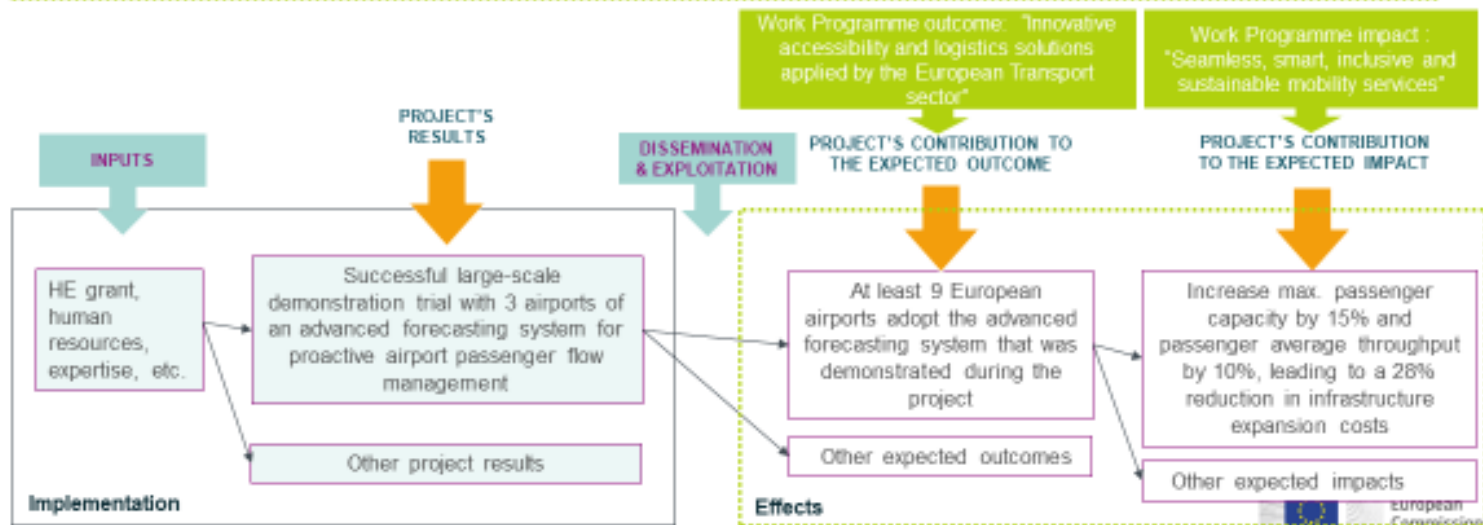 Work Programme outcome: "Innovative
accessibility and logistics solutions
applied by the European Transport
sector"
Work Programme impact :
"Seamless, smart, inclusive and
sustainable mobility services"
INPUTS
PROJECT'S
RESULTS
DISSEMINATION
& EXPLOITATION
PROJECT'S CONTRIBUTION TO
THE EXPECTED OUTCOME
PROJECT'S CONTRIBUTION
TO THE EXPECTED IMPACT
HE grant,
human
resources,
expertise, etc.
Successful large-scale
demonstration trial with 3 airports of
an advanced forecasting system for
proactive airport passenger flow
management
Other project results
Implementation
At least 9 European
airports adopt the advanced
forecasting system that was
demonstrated during the
project
Other expected outcomes
Effects
Increase max. passenger
capacity by 15% and
passenger average throughput
by 10%, leading to a 28%
reduction in infrastructure
expansion costs
Other expected impacts
European